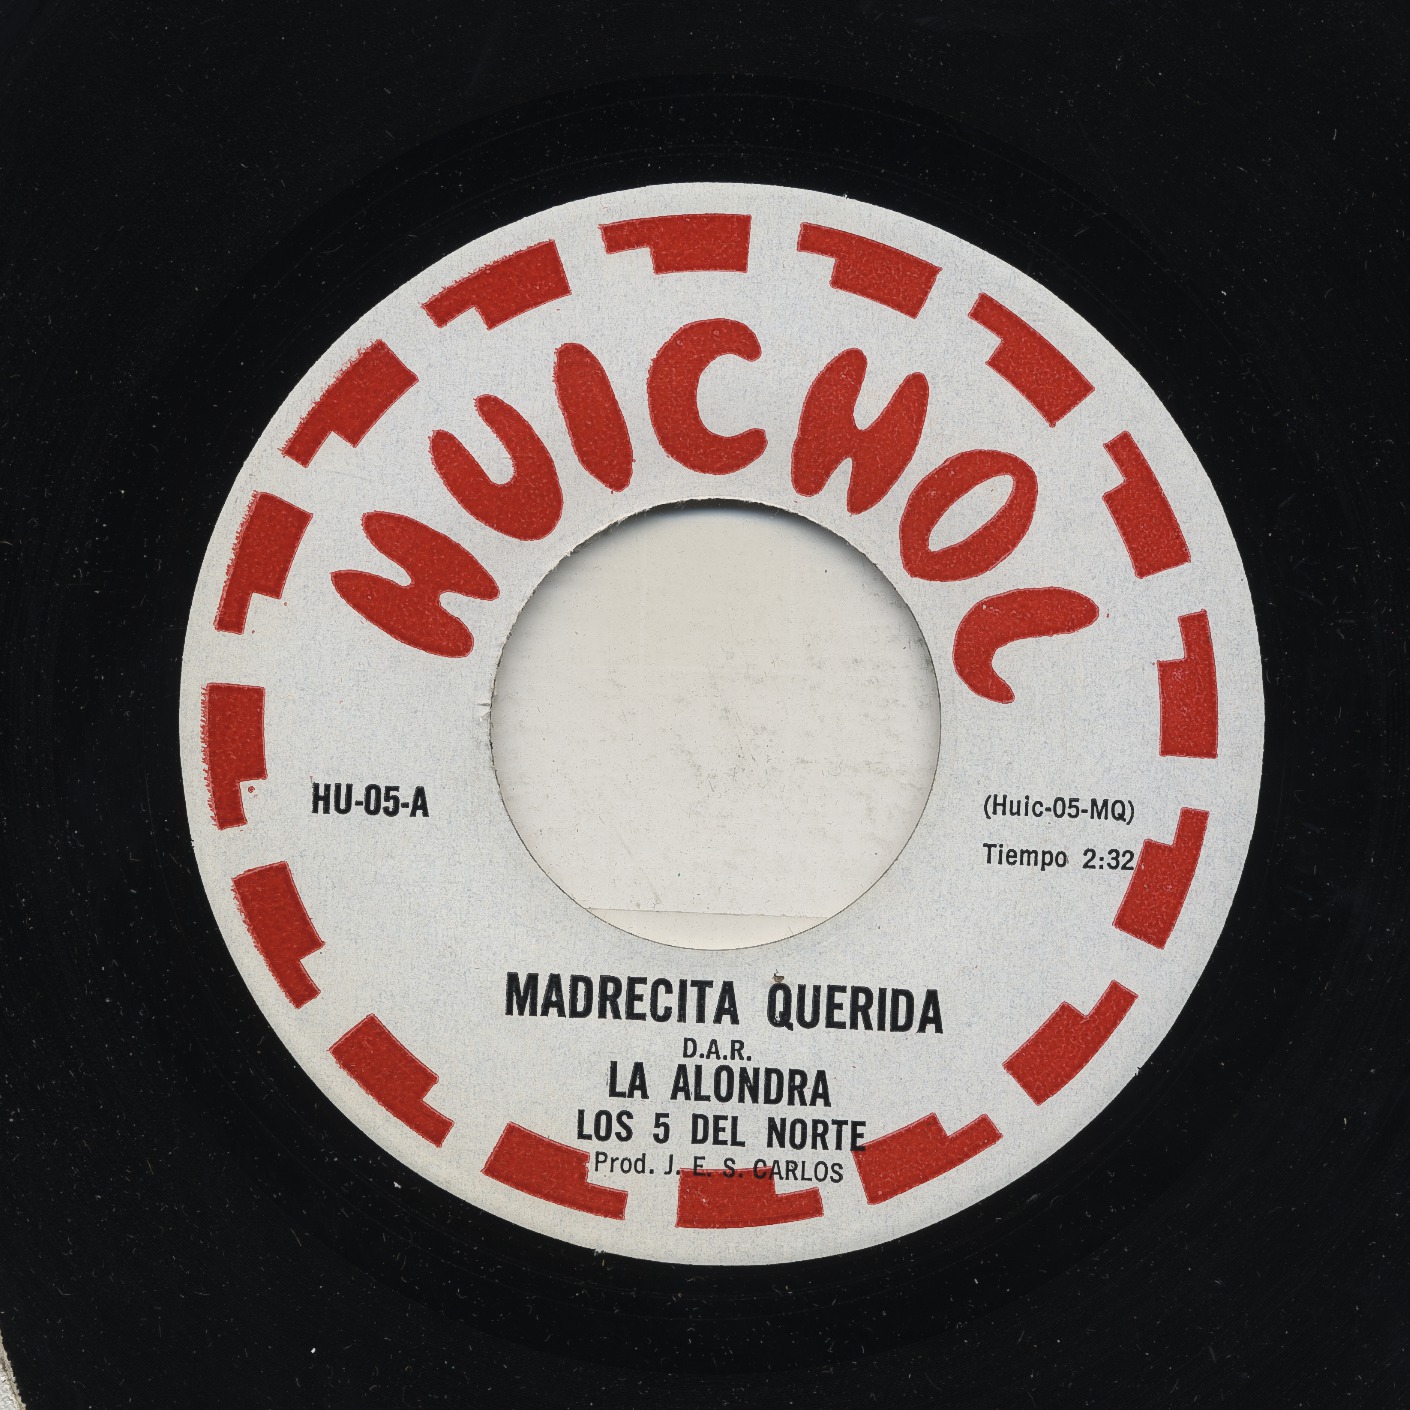 HUICHOL
HU-05-A
(Huic-05-MQ)
Tiempo 2:32
MADRECITA QUERIDA
D.A.R.
LA ALONDRA
LOS 5 DEL NORTE
Prod. J. E. S. CARLOS